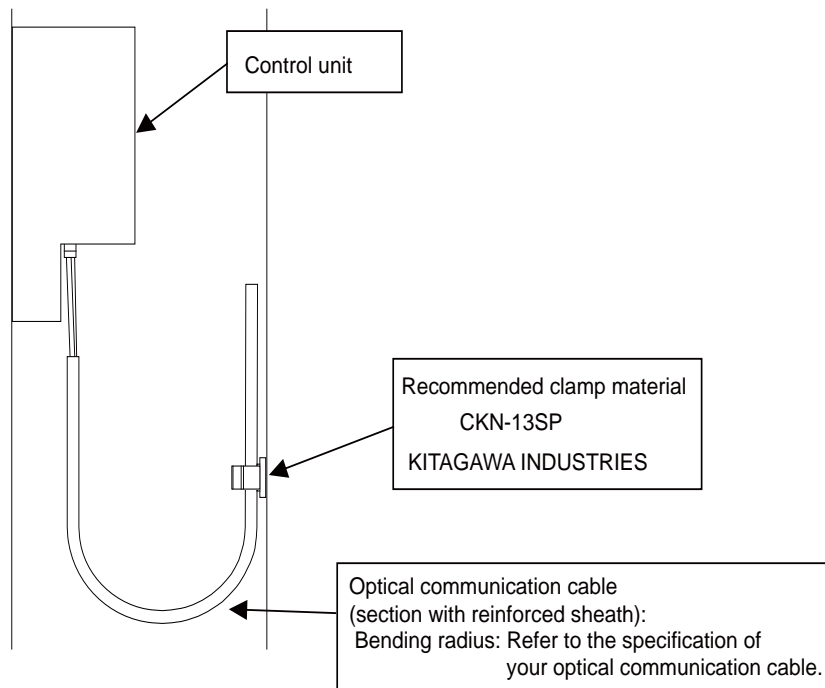 Control unit
Recommended clamp material
CKN-13SP
KITAGAWA INDUSTRIES
Optical communication cable
(section with reinforced sheath):
Bending radius: Refer to the specification of
your optical communication cable.